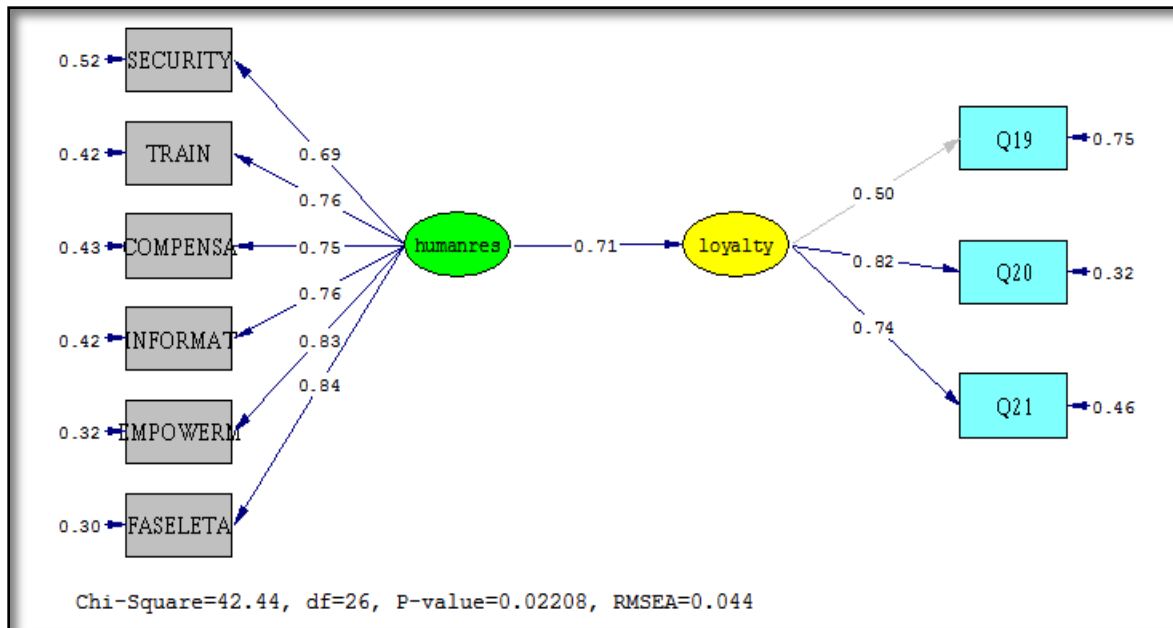 0.52 SECURITY
0.42 TRAIN
0.43 COMPENSA
0.42 INFORMAT
0.32 EMPOWERM
0.30 FASELETA
0.69
0.76
0.75
0.76
0.83
0.84
humanres
0.71
loyalty
0.50
0.82
0.74
Q19 0.75
Q20 0.32
Q21 0.46
Chi-Square=42.44, df=26, P-value=0.02208, RMSEA=0.044